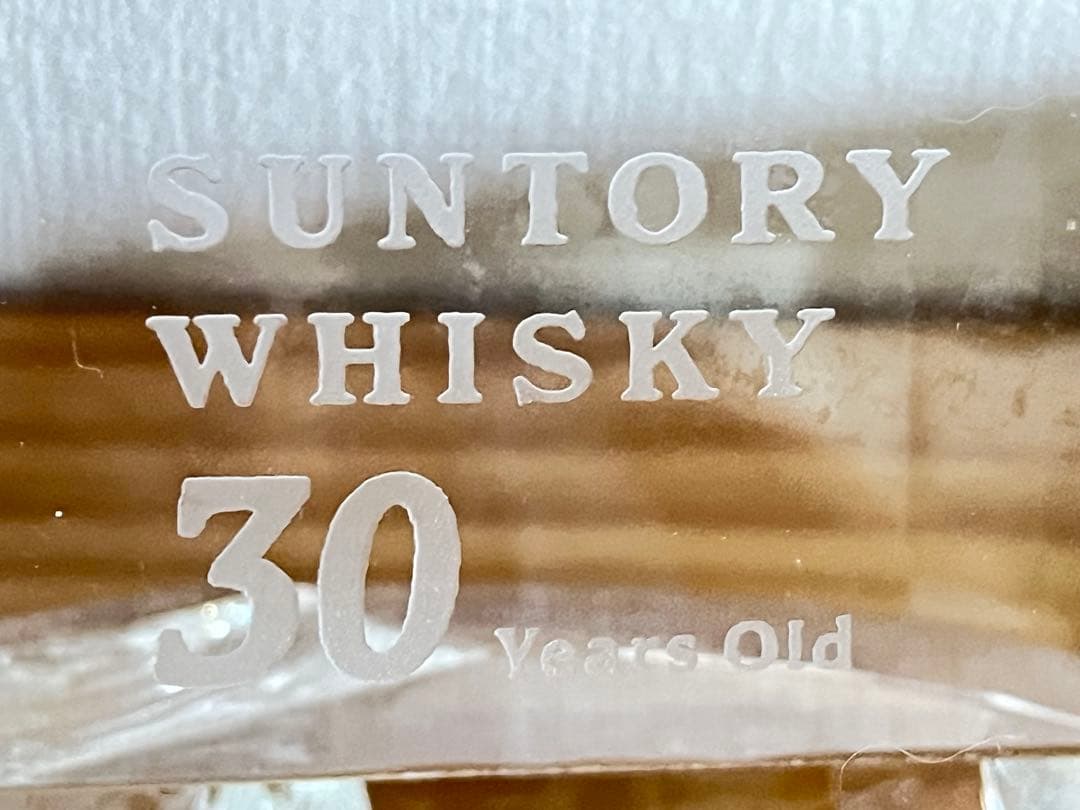 SUNTORY
WHISKY
30 Years Old